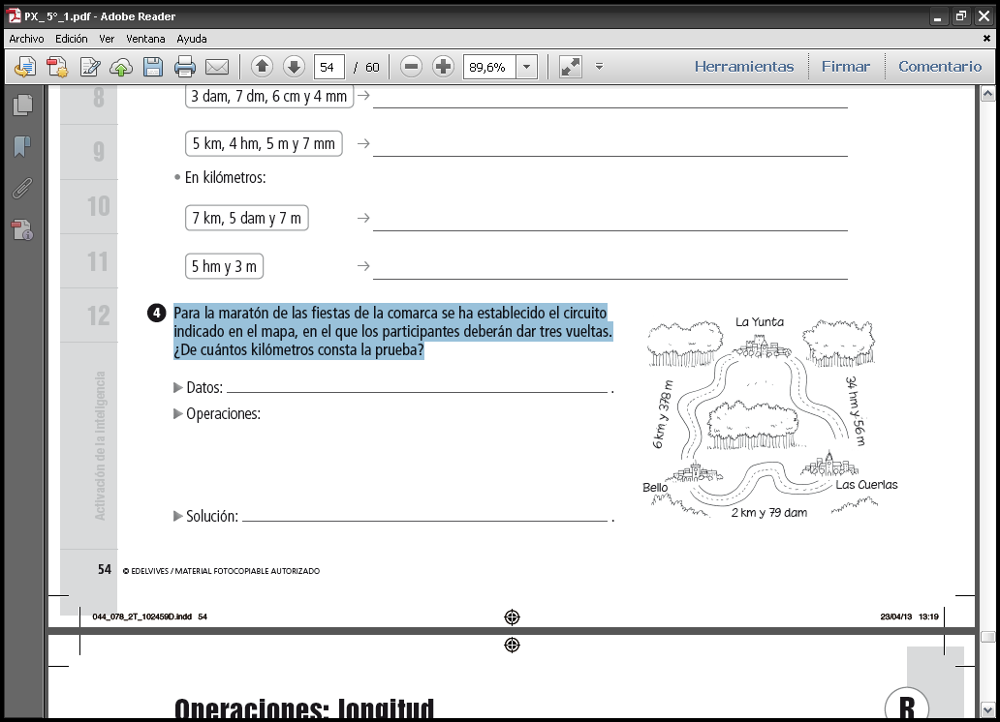 PX_ 5º_1.pdf - Adobe Reader
Archivo Edición Ver Ventana Ayuda
54 / 60 89,6% Herramientas Firmar Comentario
8
3 dam, 7 dm, 6 cm y 4 mm →
9
5 km, 4 hm, 5 m y 7 mm →
• En kilómetros:
10
7 km, 5 dam y 7 m →
11
5 hm y 3 m →
12
4 Para la maratón de las fiestas de la comarca se ha establecido el circuito
indicado en el mapa, en el que los participantes deberán dar tres vueltas.
¿De cuántos kilómetros consta la prueba?
▶ Datos: .
▶ Operaciones:
▶ Solución: .
La Yunta
6 km y 378 m
34 hm y 56 m
Bello
Las Cuerlas
2 km y 79 dam
Activación de la Inteligencia
54 © EDELVIVES / MATERIAL FOTOCOPIABLE AUTORIZADO
044_078_2T_102459D.indd 54 23/04/13 13:19
Operaciones: longitud
R